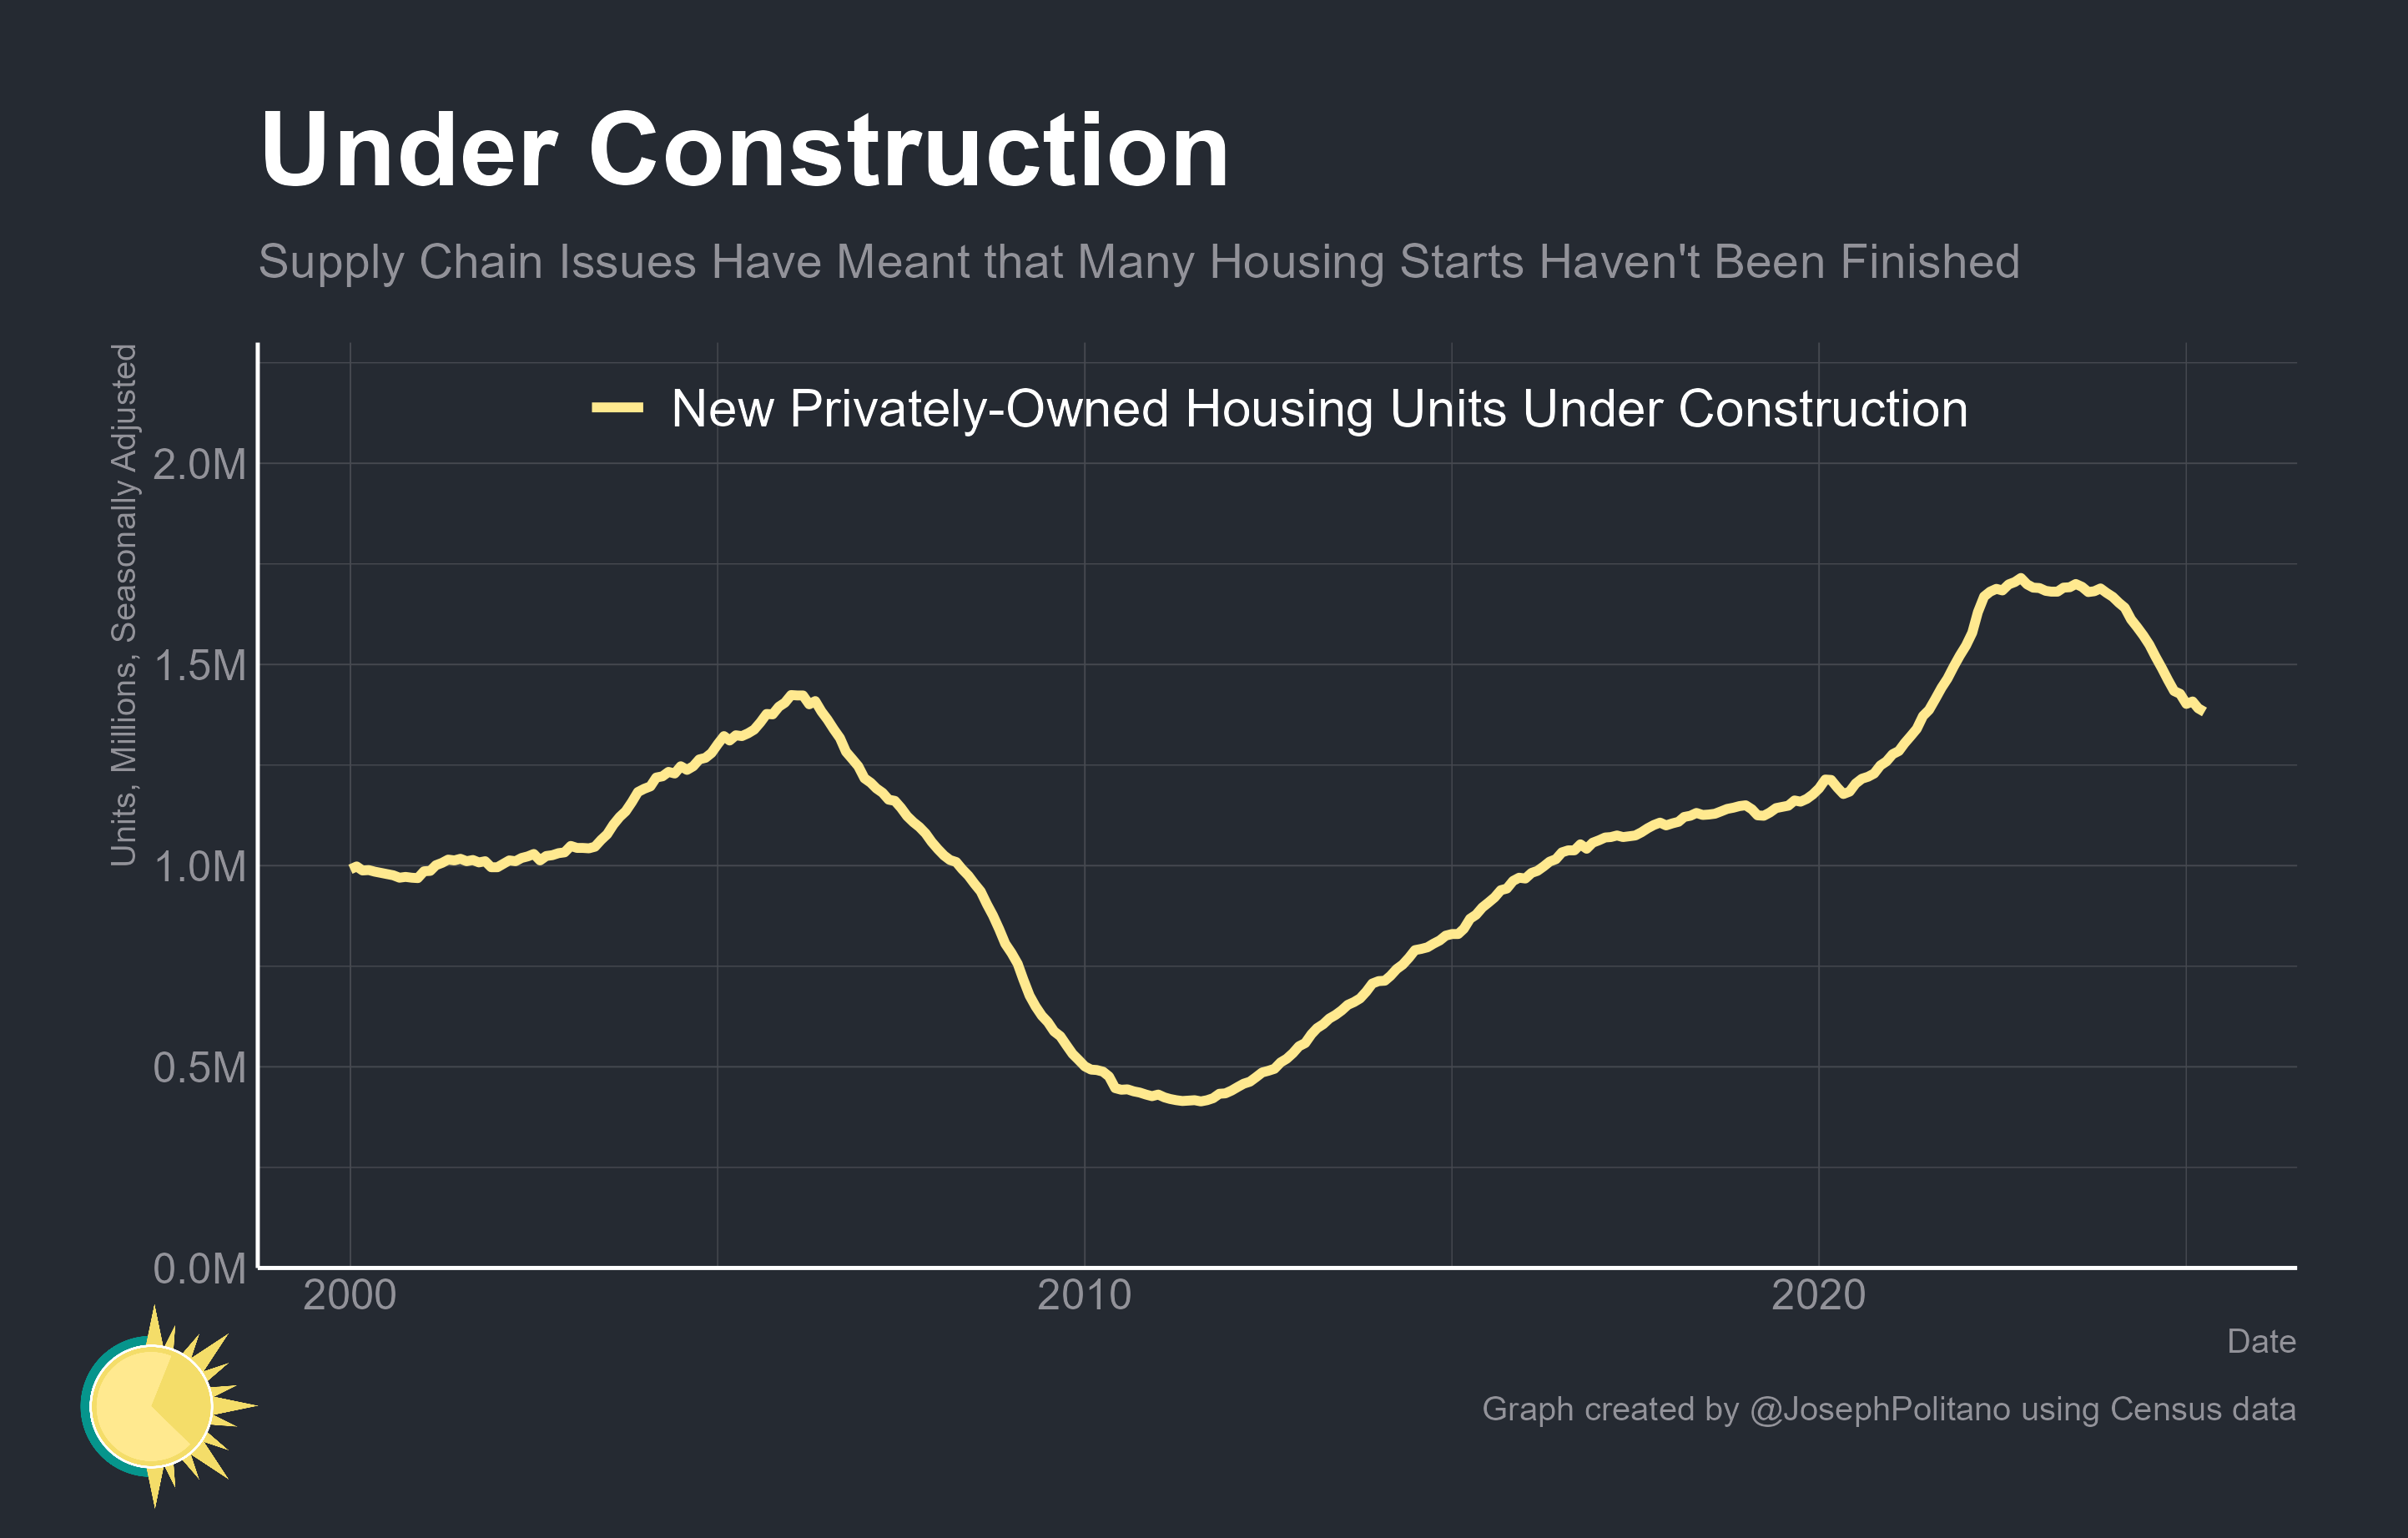 Under Construction
Supply Chain Issues Have Meant that Many Housing Starts Haven't Been Finished
Units, Millions, Seasonally Adjusted
New Privately-Owned Housing Units Under Construction
2.0M
1.5M
1.0M
0.5M
0.0M
2000 2010 2020
Date
Graph created by @JosephPolitano using Census data